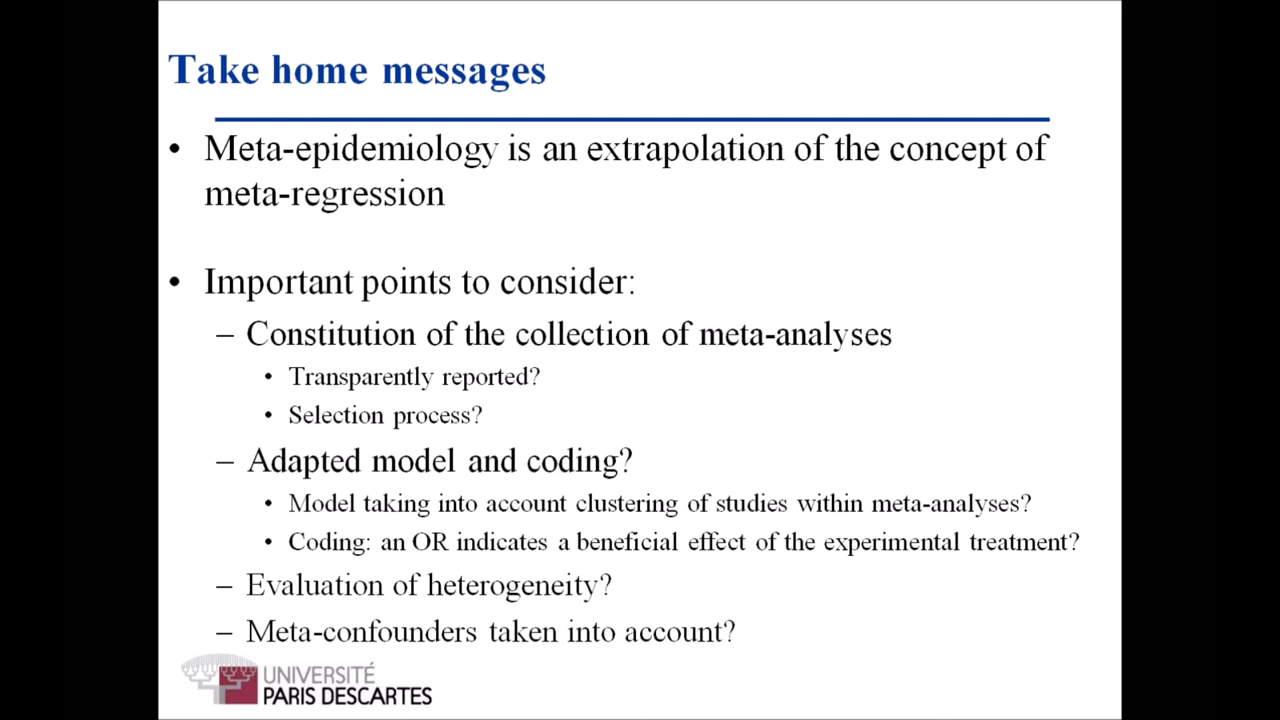 Take home messages
• Meta-epidemiology is an extrapolation of the concept of
meta-regression
• Important points to consider:
– Constitution of the collection of meta-analyses
• Transparently reported?
• Selection process?
– Adapted model and coding?
• Model taking into account clustering of studies within meta-analyses?
• Coding: an OR indicates a beneficial effect of the experimental treatment?
– Evaluation of heterogeneity?
– Meta-confounders taken into account?
UNIVERSITÉ
PARIS DESCARTES